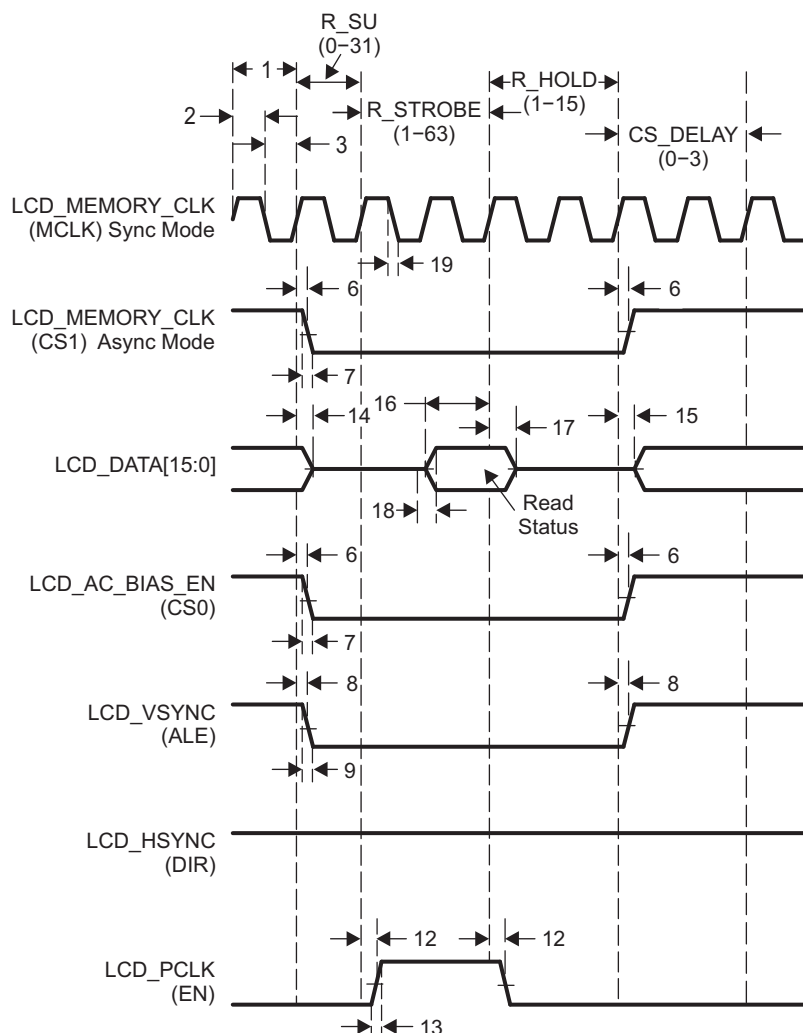 R_SU
(0−31)
1
R_HOLD
(1−15)
2
R_STROBE
(1−63)
3
CS_DELAY
(0−3)
LCD_MEMORY_CLK
(MCLK) Sync Mode
19
6
6
LCD_MEMORY_CLK
(CS1) Async Mode
7
16
14
17
15
LCD_DATA[15:0]
18
Read
Status
6
6
LCD_AC_BIAS_EN
(CS0)
7
8
8
LCD_VSYNC
(ALE)
9
LCD_HSYNC
(DIR)
12
12
LCD_PCLK
(EN)
13